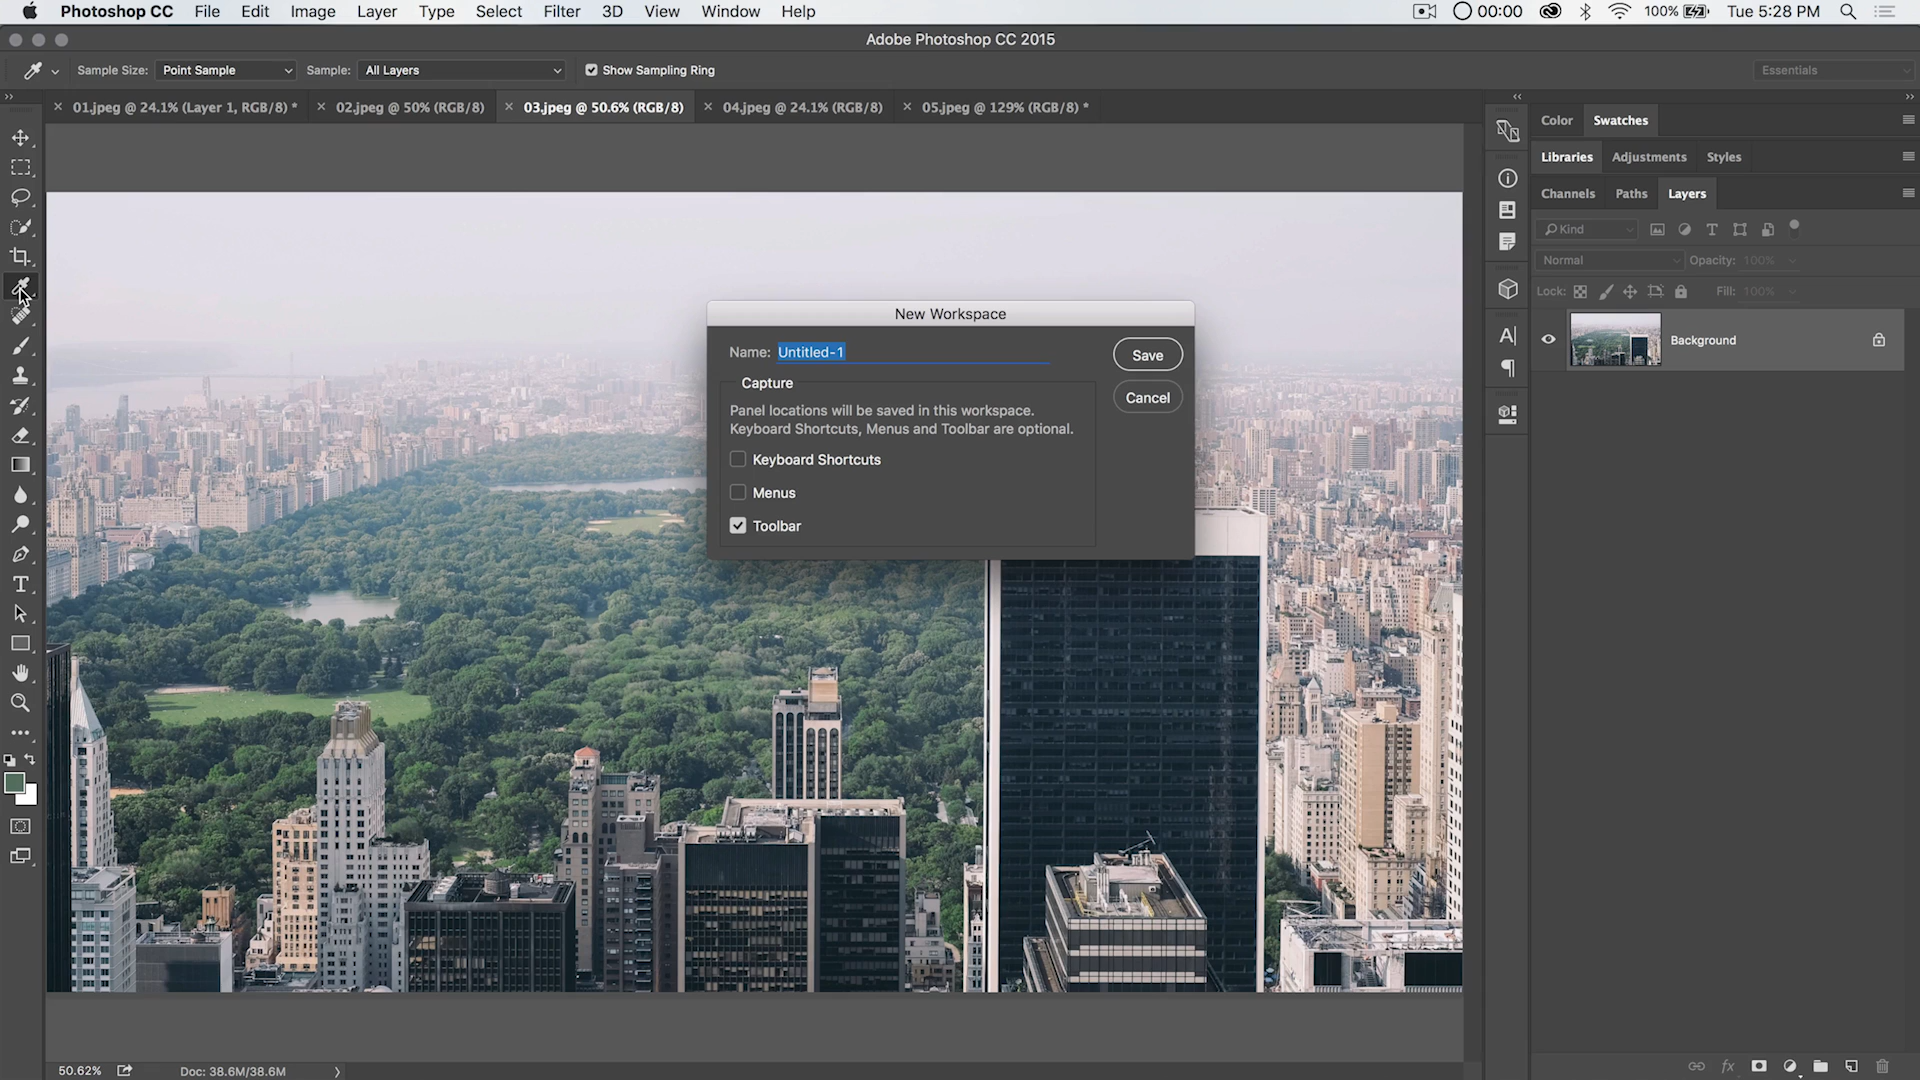 Photoshop CC File Edit Image Layer Type Select Filter 3D View Window Help 00:00 100% Tue 5:28 PM
Adobe Photoshop CC 2015
Sample Size: Point Sample Sample: All Layers Show Sampling Ring Essentials
01.jpeg @ 24.1% (Layer 1, RGB/8) * 02.jpeg @ 50% (RGB/8) 03.jpeg @ 50.6% (RGB/8) 04.jpeg @ 24.1% (RGB/8) 05.jpeg @ 129% (RGB/8) *
Color Swatches
Libraries Adjustments Styles
Channels Paths Layers
Kind
Normal Opacity: 100%
Lock: Fill: 100%
Background
New Workspace
Name: Untitled-1 Save
Capture
Cancel
Panel locations will be saved in this workspace.
Keyboard Shortcuts, Menus and Toolbar are optional.
Keyboard Shortcuts
Menus
Toolbar
50.62% Doc: 38.6M/38.6M